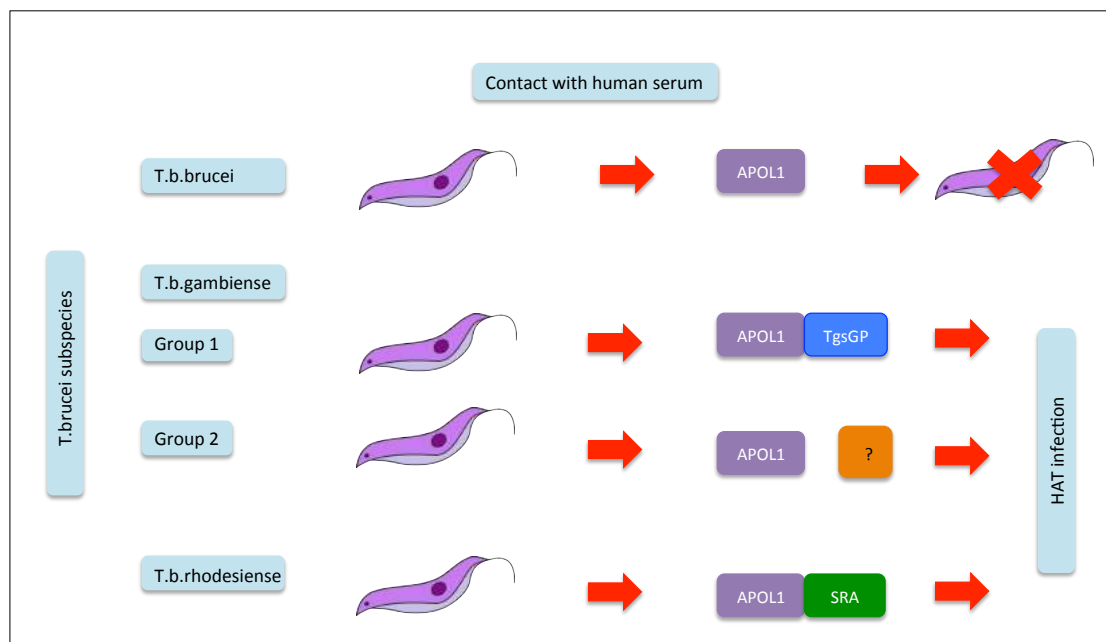 Contact with human serum
T.b.brucei
APOL1
T.brucei subspecies
T.b.gambiense
Group 1
APOL1
TgsGP
Group 2
APOL1
?
T.b.rhodesiense
APOL1
SRA
HAT infection